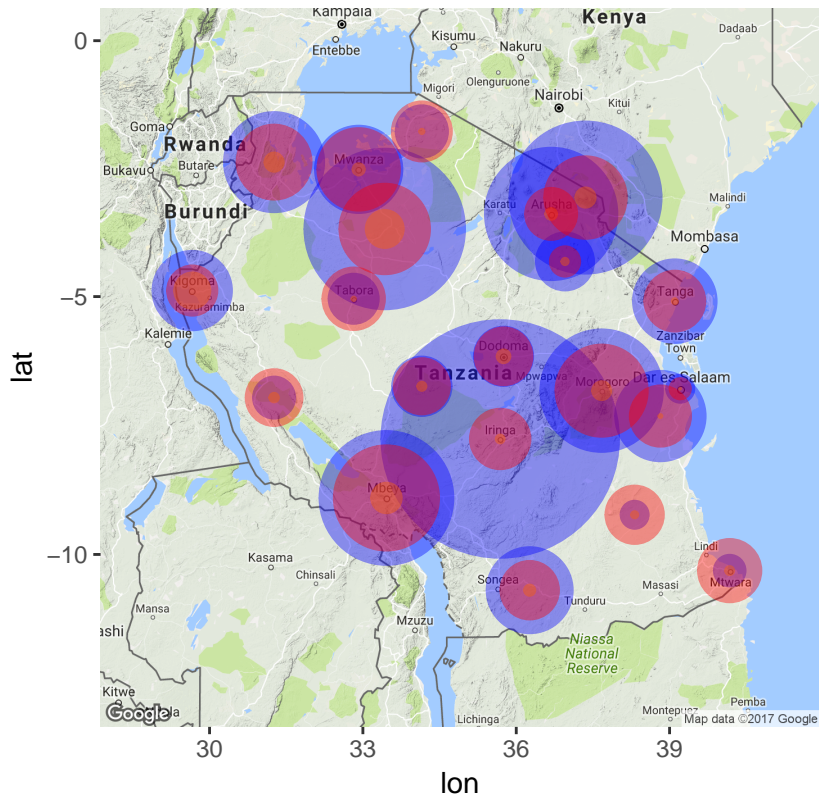 Kampala
Kenya
Dadaab
Entebbe
Kisumu
Nakuru
Olenguruone
Migori
Nairobi
Kitui
Goma
Rwanda
Bukavu
Butare
Mwanza
Burundi
Karatu
Arusha
Malindi
Mombasa
Kigoma
Kazuramimba
Tabora
Tanga
Kalemie
Zanzibar
Town
Dodoma
Tanzania
Mpwapwa
Morogoro
Dar es Salaam
Iringa
Mbeya
Lindi
Mtwara
Kasama
Chinsali
Songea
Masasi
Tunduru
Mansa
Mzuzu
ashi
Niassa
National
Reserve
Kitwe
Lichinga
Pemba
Montepuez
Google
Map data ©2017 Google
0
−5
−10
lat
30
33
36
39
lon